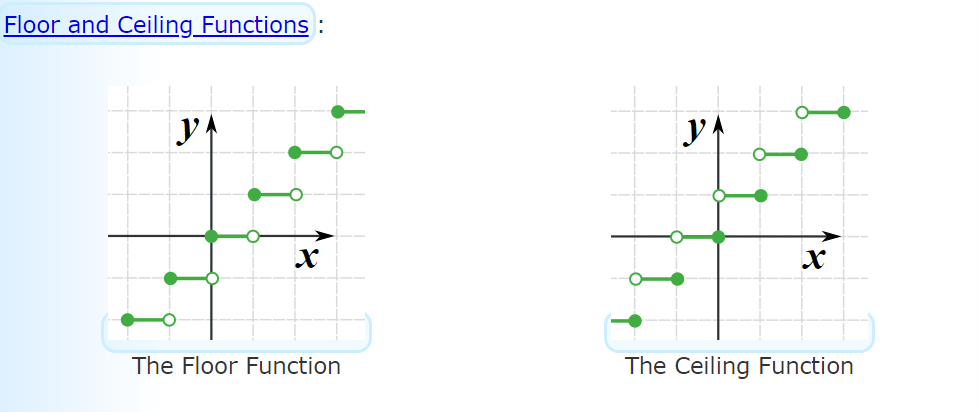 Floor and Ceiling Functions :
y
x
y
x
The Floor Function
The Ceiling Function